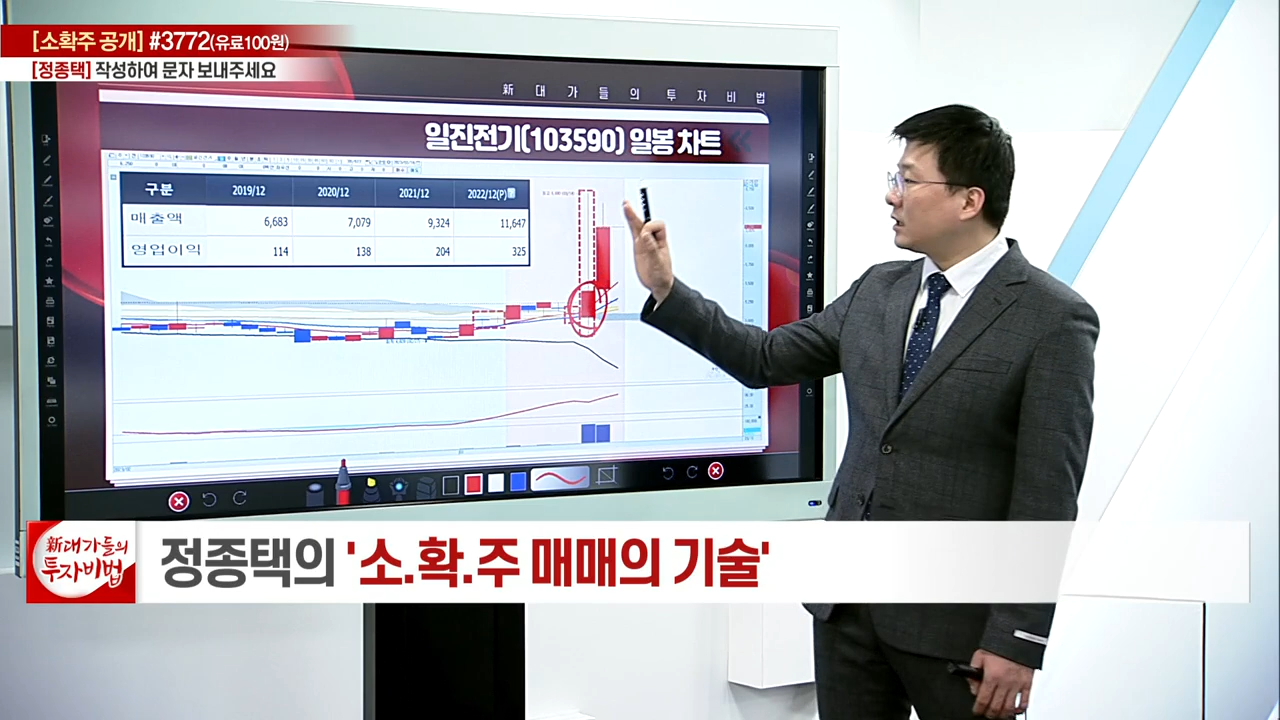 [소확주 공개] #3772(유료100원)
[정종택] 작성하여 문자 보내주세요
新 대 가 들 의 투 자 비 법
일진전기(103590) 일봉 차트
구분 2019/12 2020/12 2021/12 2022/12(P)
매출액 6,683 7,079 9,324 11,647
영업이익 114 138 204 325
新대가들의
투자비법
정종택의 '소.확.주 매매의 기술'